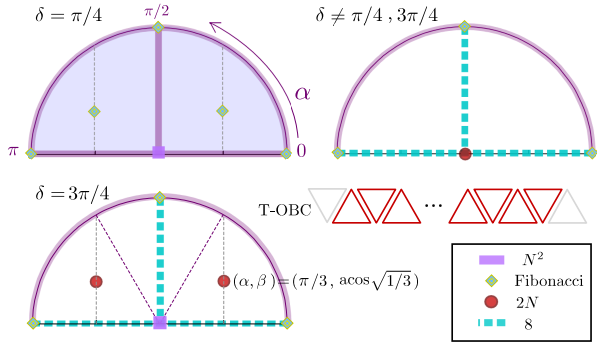 δ = π/4
π/2
α
π
0
δ ≠ π/4 , 3π/4
δ = 3π/4
(α, β) = (π/3, acos√(1/3))
T-OBC
...
N²
Fibonacci
2N
8